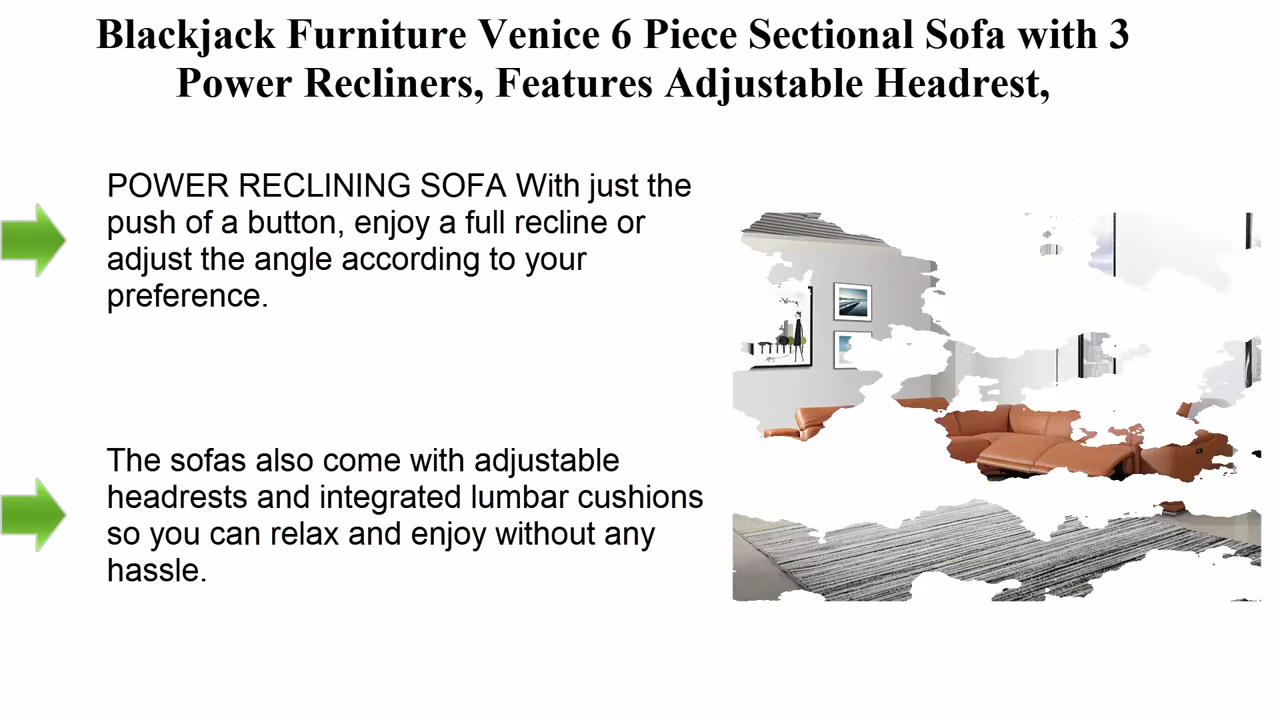 Blackjack Furniture Venice 6 Piece Sectional Sofa with 3
Power Recliners, Features Adjustable Headrest,
POWER RECLINING SOFA With just the
push of a button, enjoy a full recline or
adjust the angle according to your
preference.
The sofas also come with adjustable
headrests and integrated lumbar cushions
so you can relax and enjoy without any
hassle.